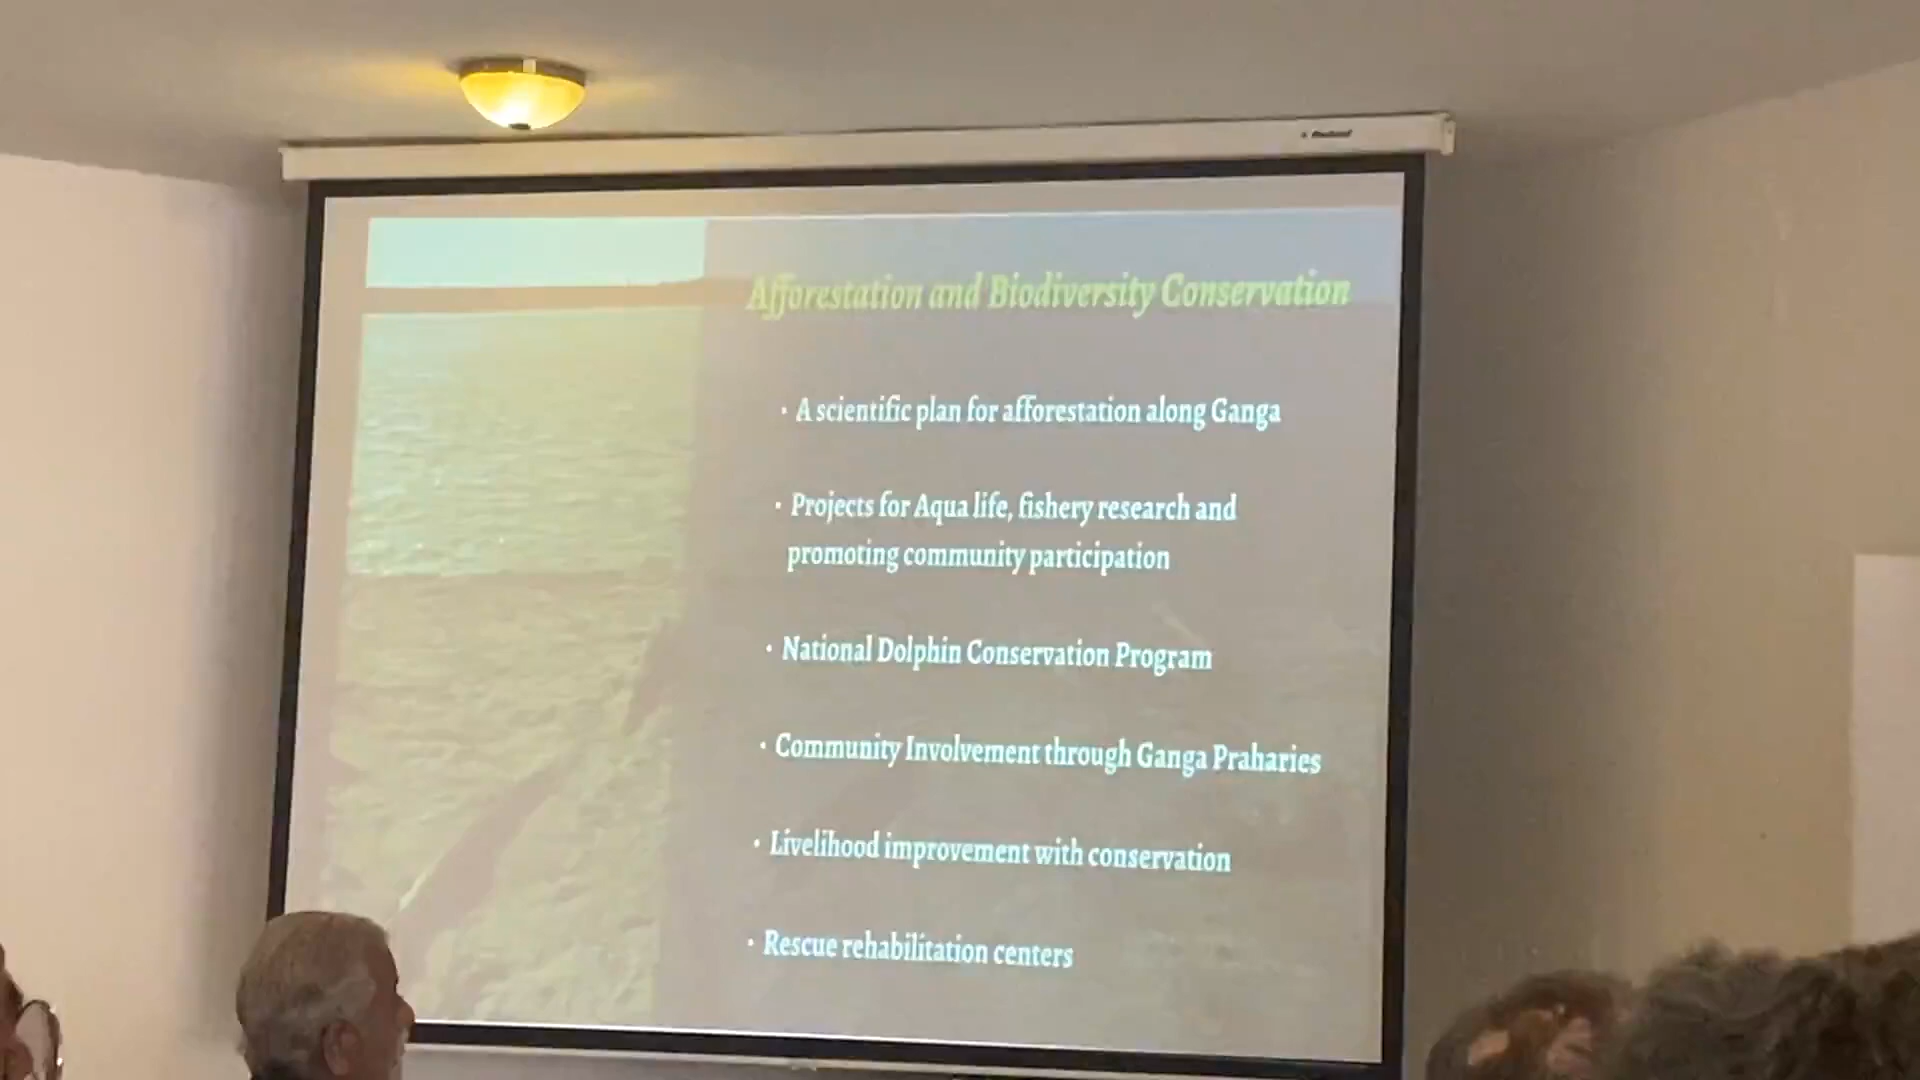 Afforestation and Biodiversity Conservation
• A scientific plan for afforestation along Ganga
• Projects for Aqua life, fishery research and
promoting community participation
• National Dolphin Conservation Program
• Community Involvement through Ganga Praharies
• Livelihood improvement with conservation
• Rescue rehabilitation centers